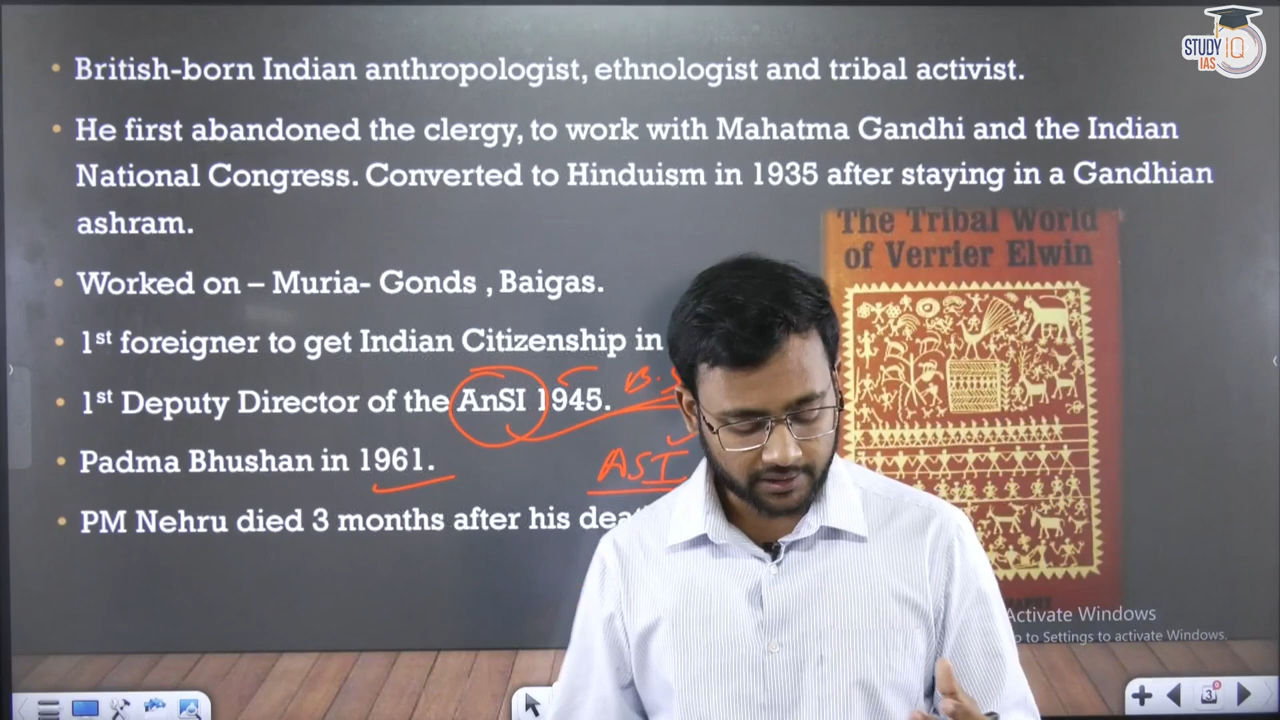 STUDY IQ
IAS
• British-born Indian anthropologist, ethnologist and tribal activist.
• He first abandoned the clergy, to work with Mahatma Gandhi and the Indian
National Congress. Converted to Hinduism in 1935 after staying in a Gandhian
ashram.
The Tribal World
of Verrier Elwin
• Worked on – Muria- Gonds , Baigas.
• 1st foreigner to get Indian Citizenship in
• 1st Deputy Director of the AnSI 1945.
ASI
• Padma Bhushan in 1961.
• PM Nehru died 3 months after his
Activate Windows
to Settings to activate Windows.
3